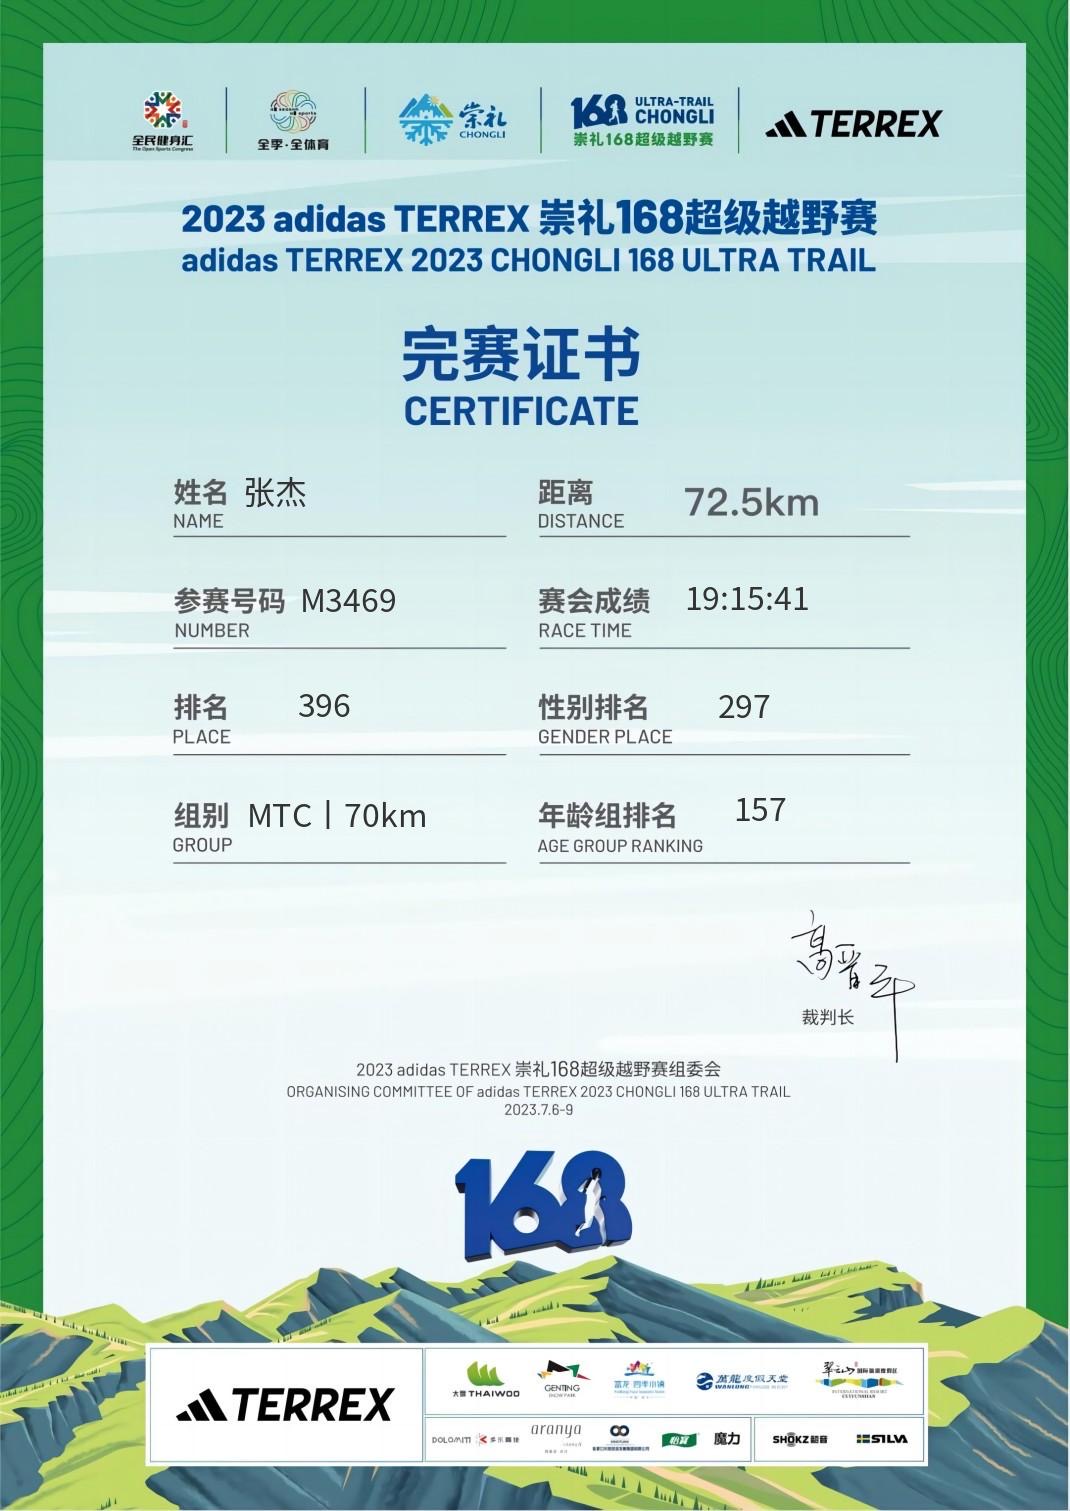 全民健身汇
The Open Sports Congress
4 season
all sports
全季·全体育
崇礼
CHONGLI
168 ULTRA-TRAIL
CHONGLI
崇礼168超级越野赛
TERREX
2023 adidas TERREX 崇礼168超级越野赛
adidas TERREX 2023 CHONGLI 168 ULTRA TRAIL
完赛证书
CERTIFICATE
姓名 张杰
NAME
距离 72.5km
DISTANCE
参赛号码 M3469
NUMBER
赛会成绩 19:15:41
RACE TIME
排名 396
PLACE
性别排名 297
GENDER PLACE
组别 MTC丨70km
GROUP
年龄组排名 157
AGE GROUP RANKING
高晋平
裁判长
2023 adidas TERREX 崇礼168超级越野赛组委会
ORGANISING COMMITTEE OF adidas TERREX 2023 CHONGLI 168 ULTRA TRAIL
2023.7.6-9
168
TERREX
太舞 THAIWOO
GENTING
SNOW PARK
富龙·四季小镇
萬龍度假天堂
WANLONG
翠云山 国际旅游度假区
INTERNATIONAL RESORT
CUIYUNSHAN
DOLOMITI 多乐美地
aranya
怡寶
魔力
SHOKZ韶音
SILVA